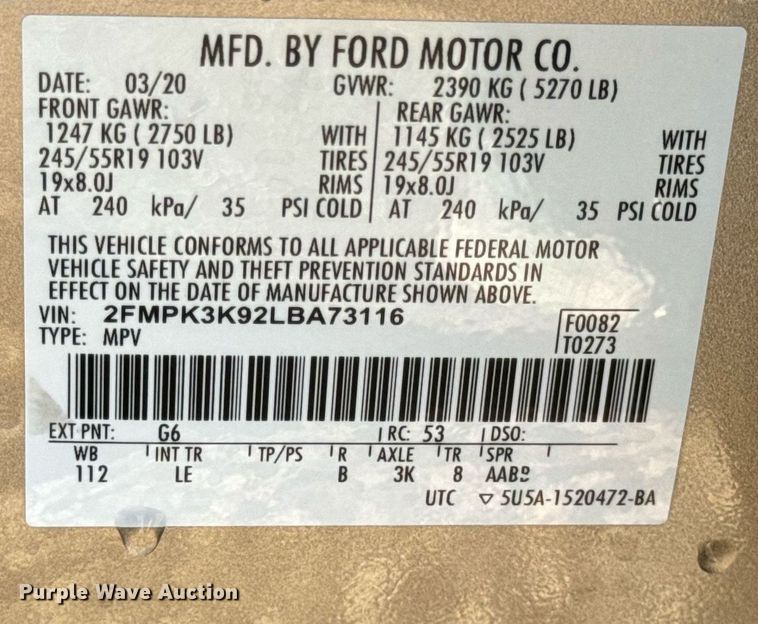 MFD. BY FORD MOTOR CO.
DATE: 03/20 GVWR: 2390 KG ( 5270 LB)
FRONT GAWR: REAR GAWR:
1247 KG ( 2750 LB) WITH 1145 KG ( 2525 LB) WITH
245/55R19 103V TIRES 245/55R19 103V TIRES
19x8.0J RIMS 19x8.0J RIMS
AT 240 kPa/ 35 PSI COLD AT 240 kPa/ 35 PSI COLD
THIS VEHICLE CONFORMS TO ALL APPLICABLE FEDERAL MOTOR
VEHICLE SAFETY AND THEFT PREVENTION STANDARDS IN
EFFECT ON THE DATE OF MANUFACTURE SHOWN ABOVE.
VIN: 2FMPK3K92LBA73116 F0082
TYPE: MPV T0273
EXT PNT: G6 RC: 53 DSO:
WB INT TR TP/PS R AXLE TR SPR
112 LE B 3K 8 AABB
UTC ▽ 5U5A-1520472-BA
Purple Wave Auction